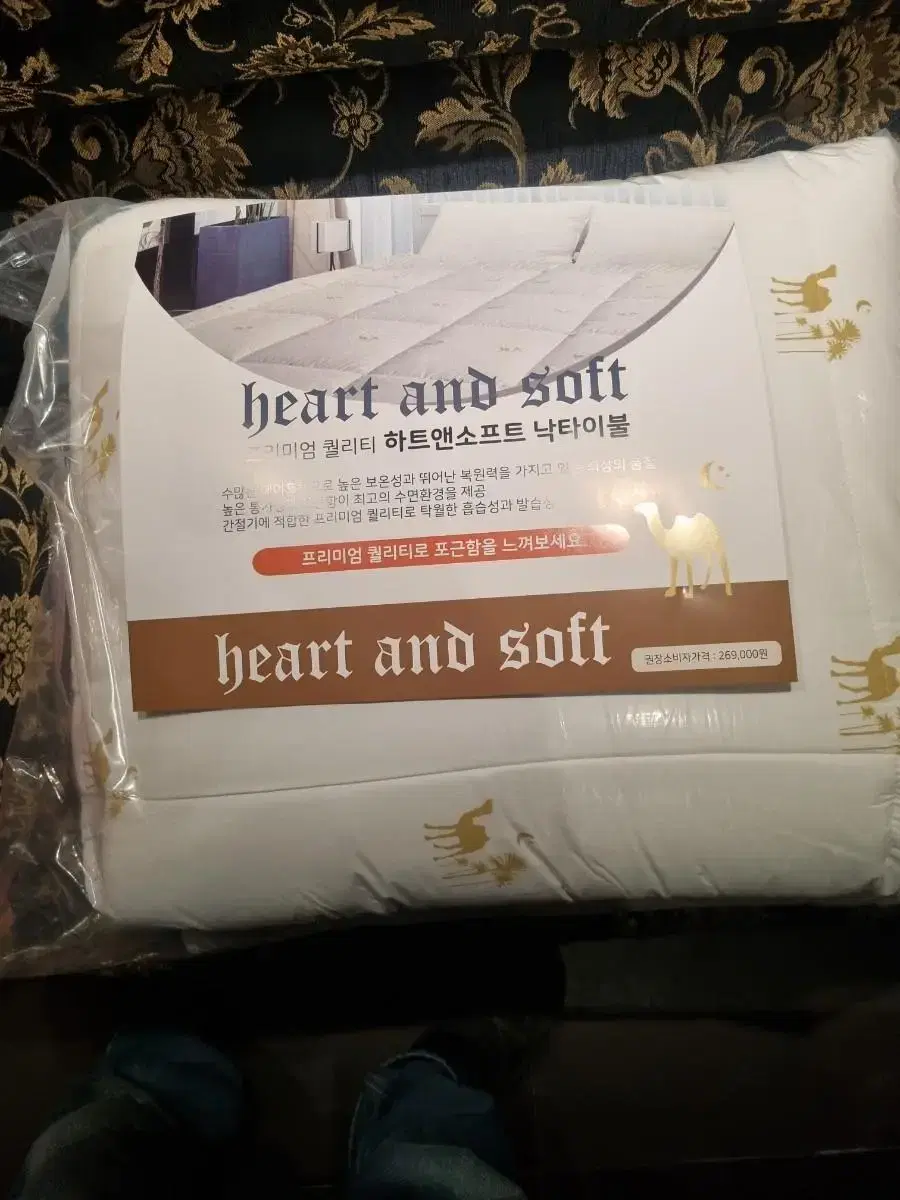 heart and soft
프리미엄 퀄리티 하트앤소프트 낙타이불
높은 보온성과 뛰어난 복원력을 가지고
최고의 수면환경을 제공
간절기에 적합한 프리미엄 퀄리티로 탁월한 흡습성과
프리미엄 퀄리티로 포근함을 느껴보세요
heart and soft
권장소비자가격 : 269,000원